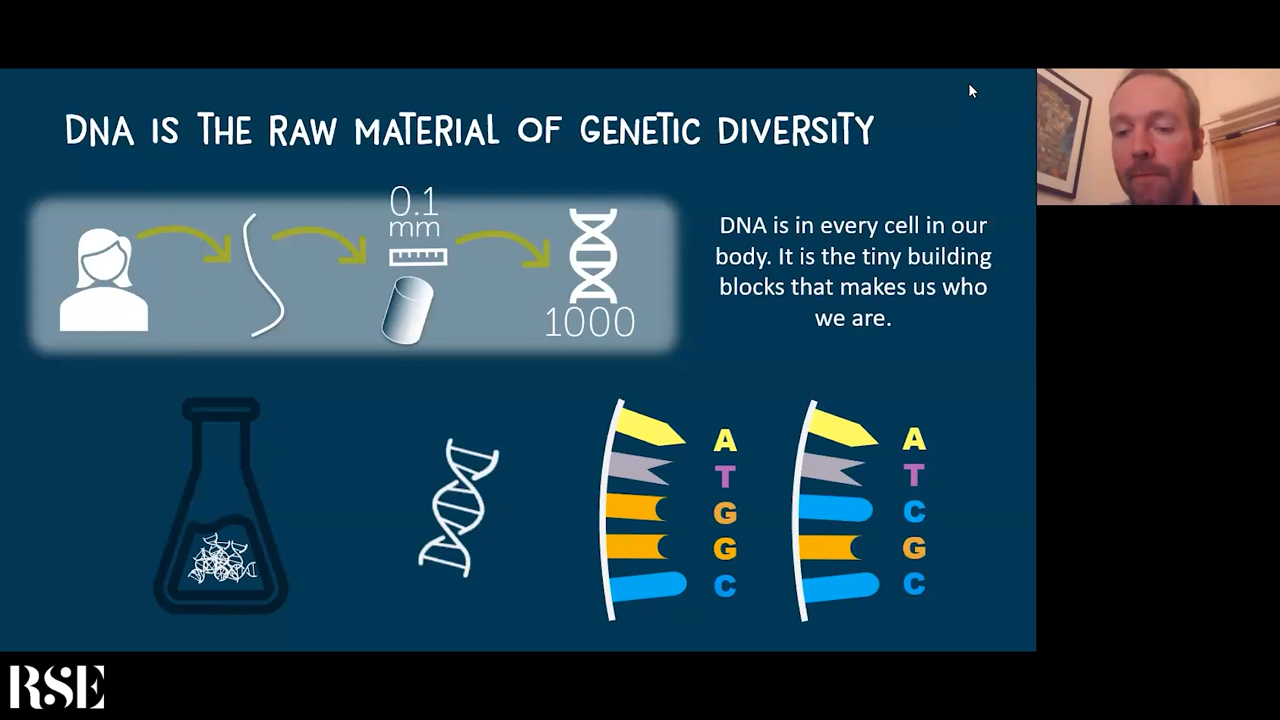 DNA IS THE RAW MATERIAL OF GENETIC DIVERSITY
0.1
mm
1000
DNA is in every cell in our
body. It is the tiny building
blocks that makes us who
we are.
A
T
G
G
C
A
T
C
G
C
RSE